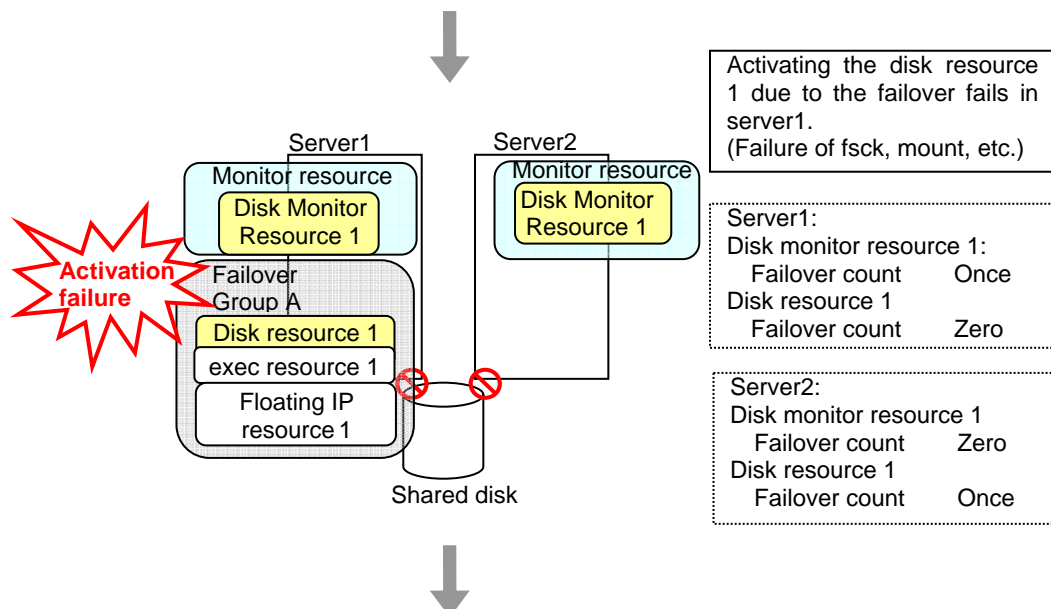 Server1
Server2
Monitor resource
Disk Monitor
Resource 1
Monitor resource
Disk Monitor
Resource 1
Activation
failure
Failover
Group A
Disk resource 1
exec resource 1
Floating IP
resource 1
Shared disk
Activating the disk resource
1 due to the failover fails in
server1.
(Failure of fsck, mount, etc.)
Server1:
Disk monitor resource 1:
Failover count Once
Disk resource 1
Failover count Zero
Server2:
Disk monitor resource 1
Failover count Zero
Disk resource 1
Failover count Once